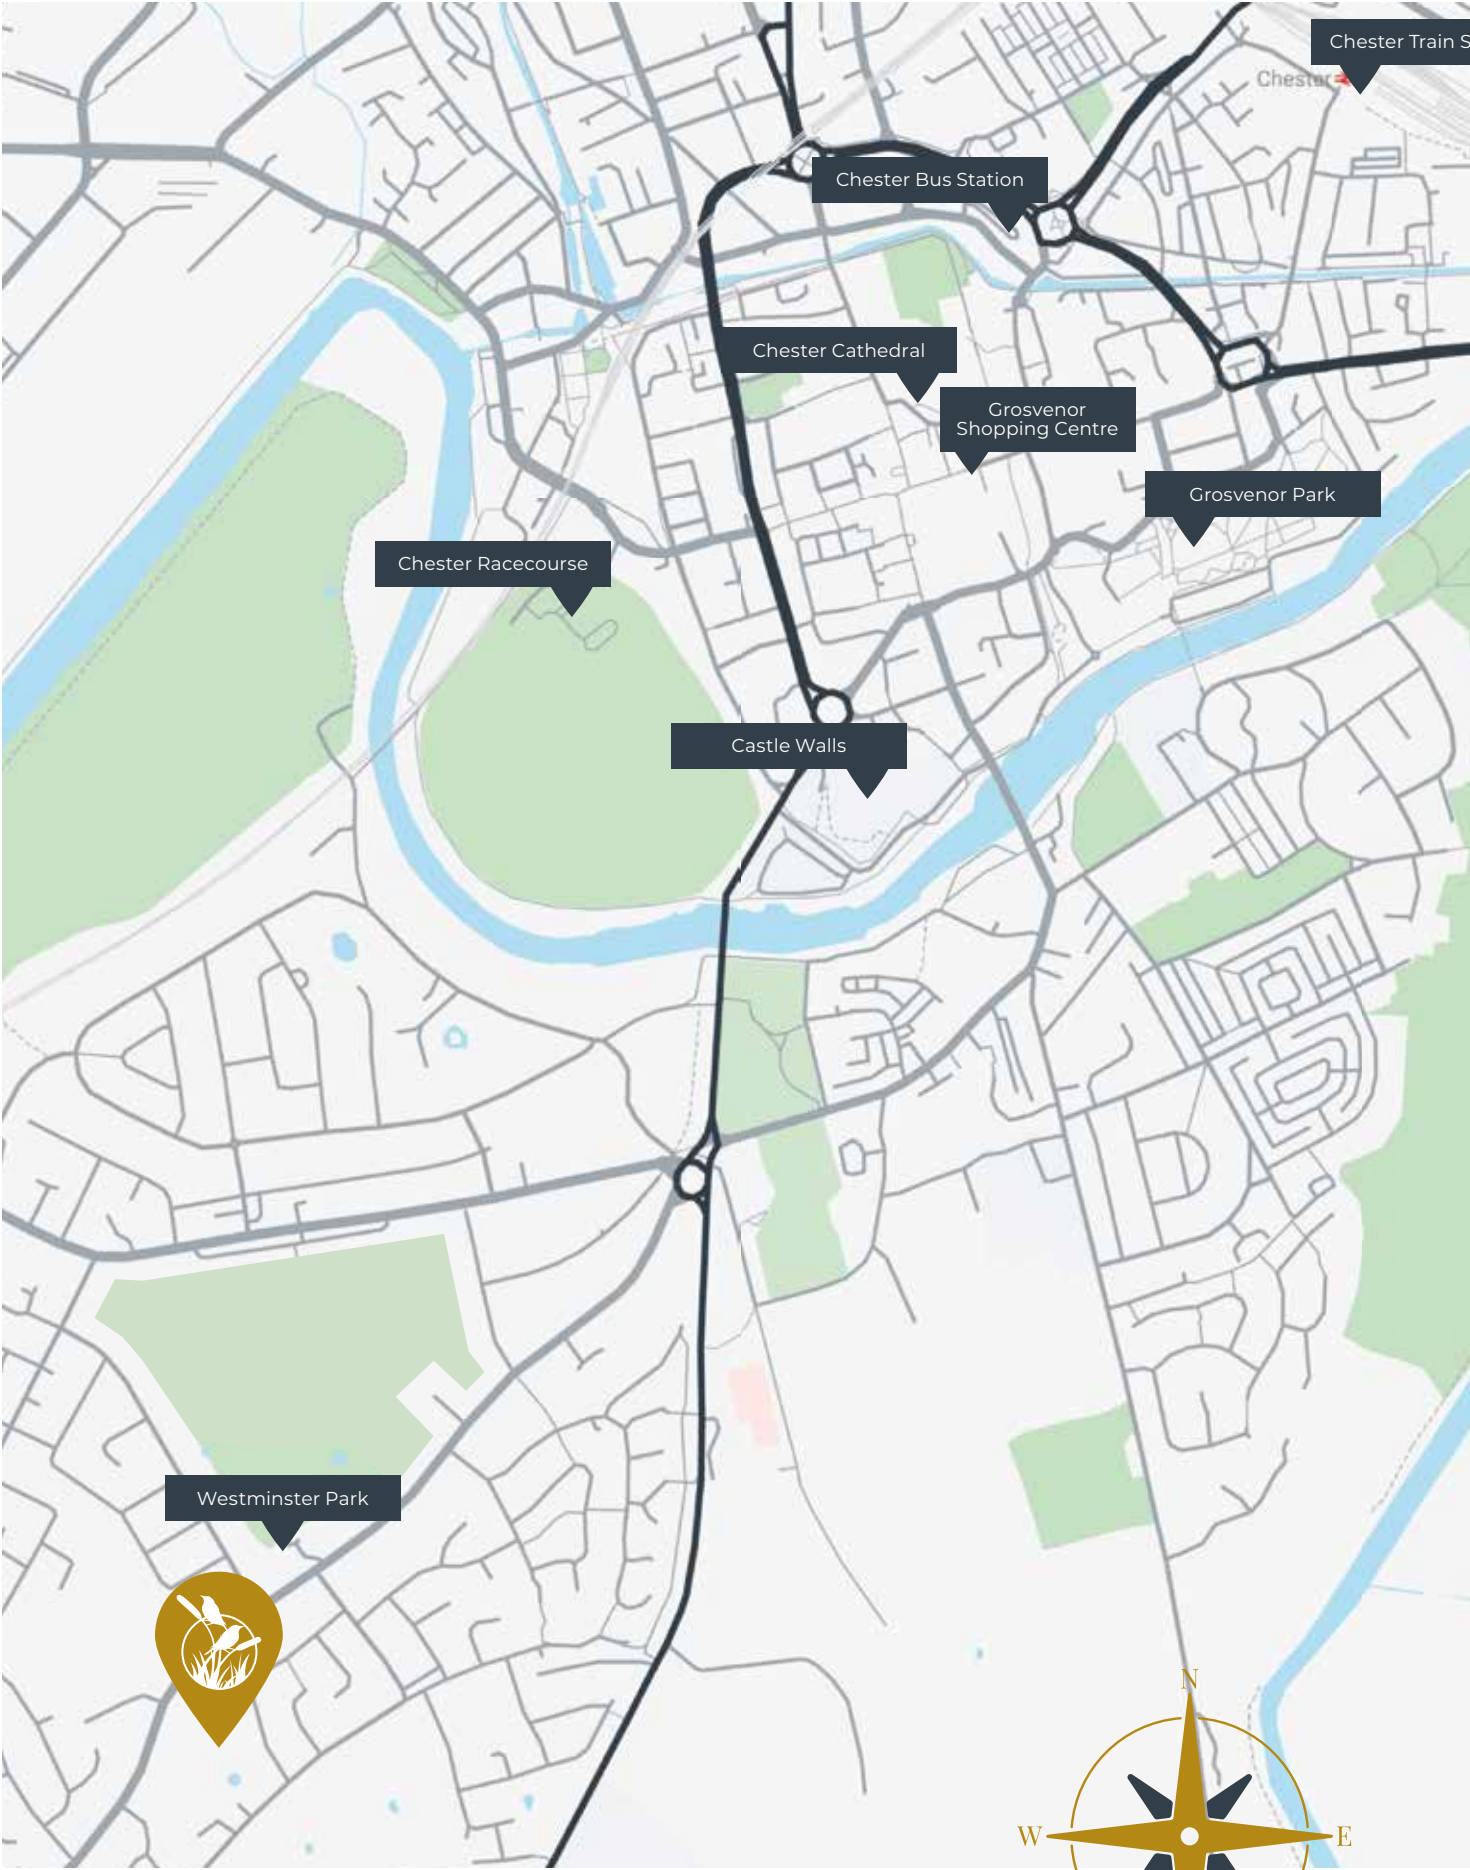 Chester Train S
Chester
Chester Bus Station
Chester Cathedral
Grosvenor
Shopping Centre
Grosvenor Park
Chester Racecourse
Castle Walls
Westminster Park
N
W
E